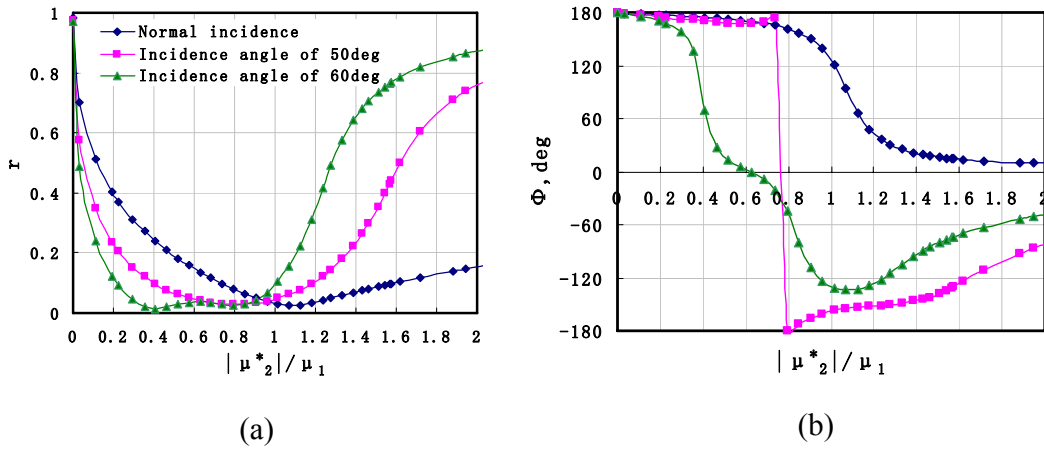 1
0.8
0.6
0.4
0.2
0
r
Normal incidence
Incidence angle of 50deg
Incidence angle of 60deg
0 0.2 0.4 0.6 0.8 1 1.2 1.4 1.6 1.8 2
|μ*₂|/μ₁
(a)
180
120
60
0
-60
-120
-180
Φ, deg
0 0.2 0.4 0.6 0.8 1 1.2 1.4 1.6 1.8 2
|μ*₂|/μ₁
(b)